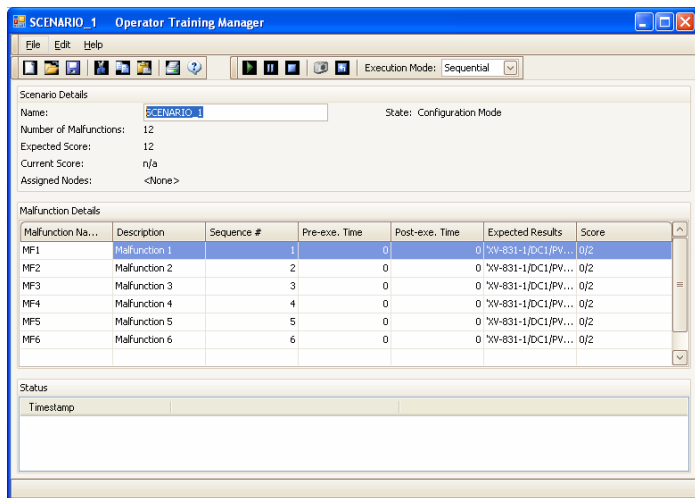 SCENARIO_1 Operator Training Manager
File Edit Help
Execution Mode: Sequential
Scenario Details
Name: SCENARIO_1 State: Configuration Mode
Number of Malfunctions: 12
Expected Score: 12
Current Score: n/a
Assigned Nodes: <None>
Malfunction Details
Malfunction Na... Description Sequence # Pre-exe. Time Post-exe. Time Expected Results Score
MF1 Malfunction 1 1 0 0 'XV-831-1/DC1/PV... 0/2
MF2 Malfunction 2 2 0 0 'XV-831-1/DC1/PV... 0/2
MF3 Malfunction 3 3 0 0 'XV-831-1/DC1/PV... 0/2
MF4 Malfunction 4 4 0 0 'XV-831-1/DC1/PV... 0/2
MF5 Malfunction 5 5 0 0 'XV-831-1/DC1/PV... 0/2
MF6 Malfunction 6 6 0 0 'XV-831-1/DC1/PV... 0/2
Status
Timestamp